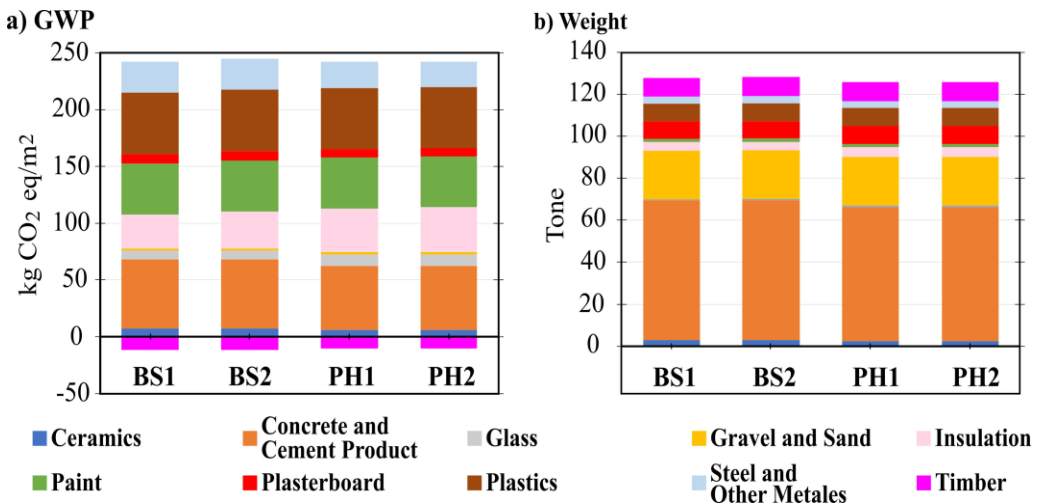 a) GWP
b) Weight
250
200
150
100
50
0
-50
kg CO2 eq/m2
BS1 BS2 PH1 PH2
140
120
100
80
60
40
20
0
Tone
BS1 BS2 PH1 PH2
Ceramics
Concrete and
Cement Product
Glass
Gravel and Sand
Insulation
Paint
Plasterboard
Plastics
Steel and
Other Metales
Timber